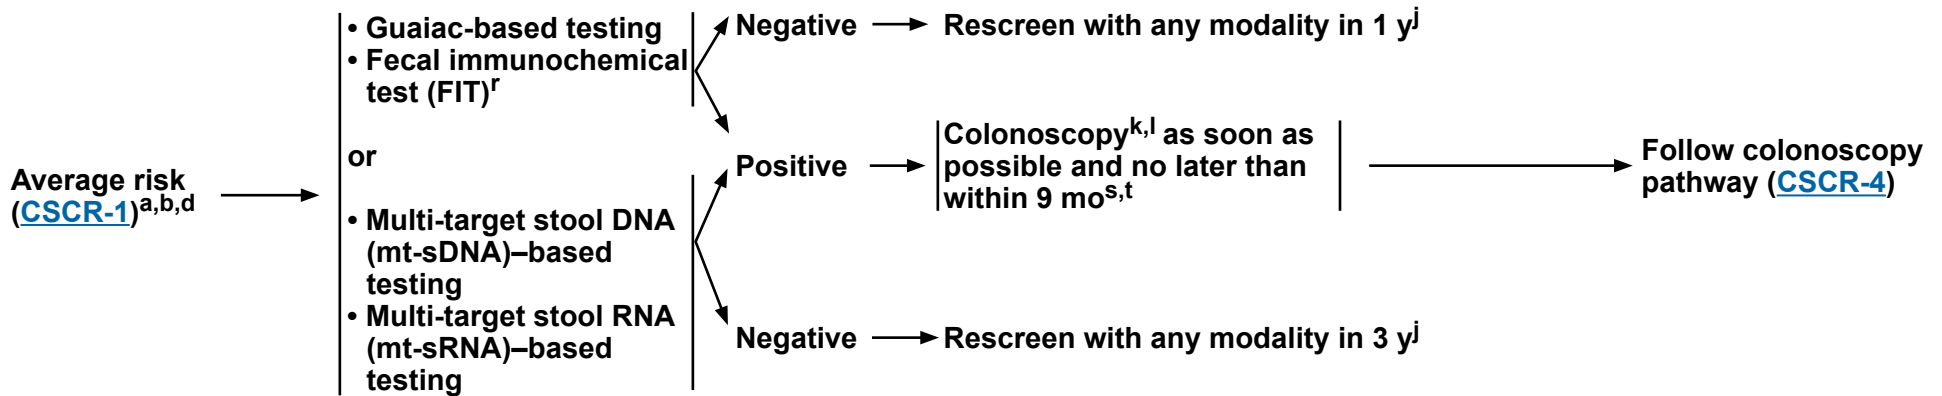 Average risk
(CSCR-1)a,b,d
• Guaiac-based testing
• Fecal immunochemical
test (FIT)r
or
• Multi-target stool DNA
(mt-sDNA)–based
testing
• Multi-target stool RNA
(mt-sRNA)–based
testing
Negative
Rescreen with any modality in 1 yj
Positive
Colonoscopyk,l as soon as
possible and no later than
within 9 mos,t
Follow colonoscopy
pathway (CSCR-4)
Negative
Rescreen with any modality in 3 yj